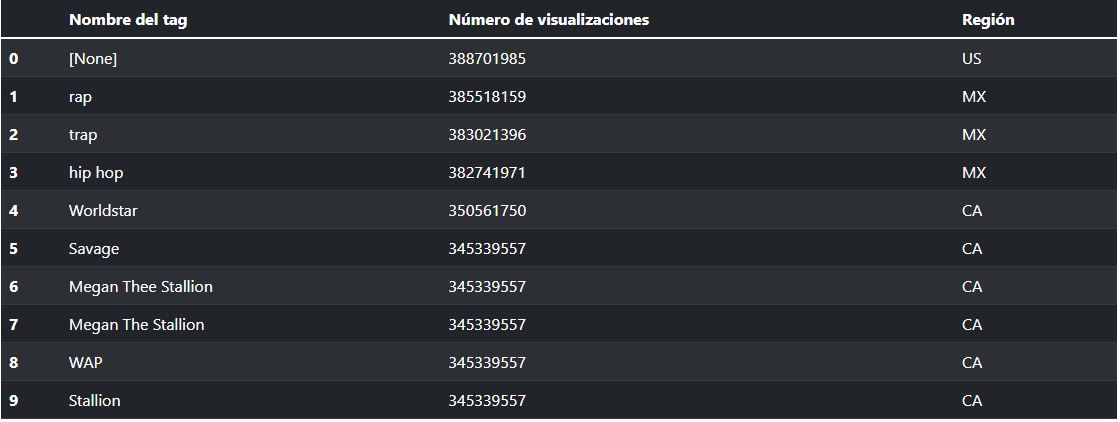 Nombre del tag Número de visualizaciones Región
0 [None] 388701985 US
1 rap 385518159 MX
2 trap 383021396 MX
3 hip hop 382741971 MX
4 Worldstar 350561750 CA
5 Savage 345339557 CA
6 Megan Thee Stallion 345339557 CA
7 Megan The Stallion 345339557 CA
8 WAP 345339557 CA
9 Stallion 345339557 CA